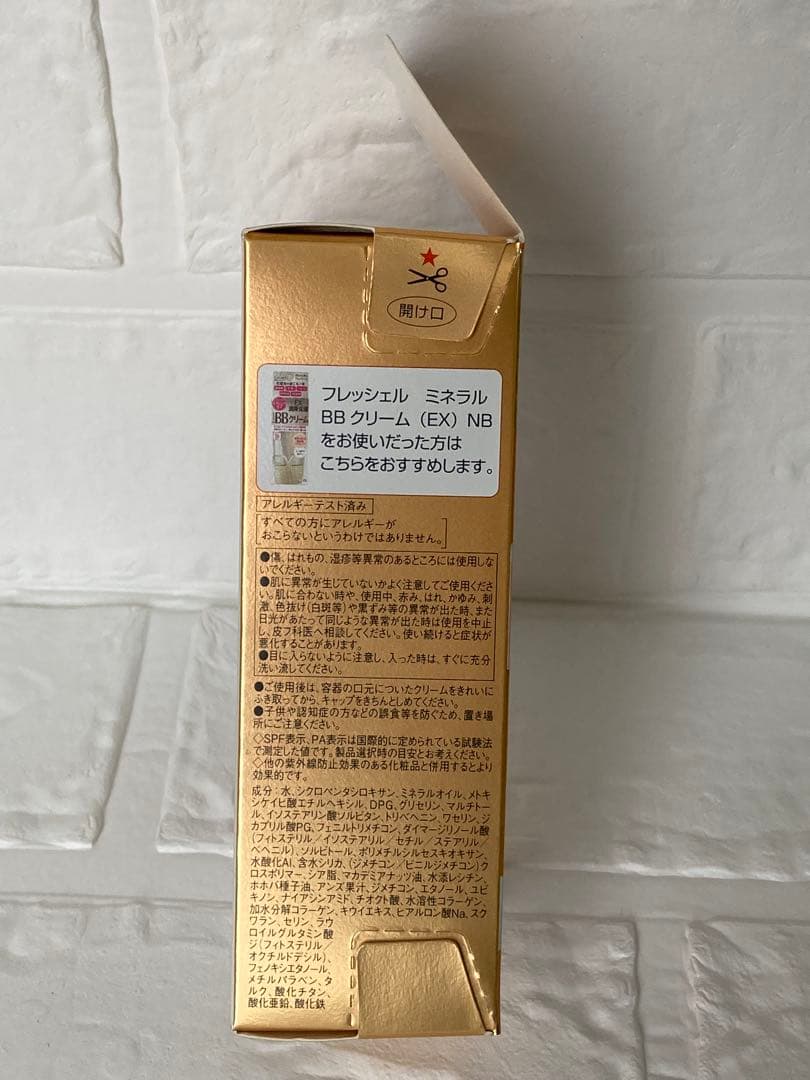 開け口
フレッシェル ミネラル
BB クリーム（EX）NB
をお使いだった方は
こちらをおすすめします。
BBクリーム
アレルギーテスト済み
すべての方にアレルギーが
おこらないというわけではありません。
●傷、はれもの、湿疹等異常のあるところには使用しな
いでください。
●肌に異常が生じていないかよく注意してご使用くださ
い。肌に合わない時や、使用中、赤み、はれ、かゆみ、刺
激、色抜け(白斑等)や黒ずみ等の異常が出た時、また
日光があたって同じような異常が出た時は使用を中止
し、皮フ科医へ相談してください。使い続けると症状が
悪化することがあります。
●目に入らないように注意し、入った時は、すぐに充分
洗い流してください。
●ご使用後は、容器の口元についたクリームをきれいに
ふき取ってから、キャップをきちんとしめてください。
●子供や認知症の方などの誤食等を防ぐため、置き場
所にご注意ください。
◇SPF表示、PA表示は国際的に定められている試験法
で測定した値です。製品選択時の目安とお考えください。
◇他の紫外線防止効果のある化粧品と併用するとより
効果的です。
成分：水、シクロペンタシロキサン、ミネラルオイル、メトキ
シケイヒ酸エチルヘキシル、DPG、グリセリン、マルチトー
ル、イソステアリン酸ソルビタン、トリベヘニン、ワセリン、ジ
カプリル酸PG、フェニルトリメチコン、ダイマージリノール酸
(フィトステリル／イソステアリル／セチル／ステアリル／
ベヘニル)、ソルビトール、ポリメチルシルセスキオキサン、
水酸化Al、含水シリカ、(ジメチコン／ビニルジメチコン)ク
ロスポリマー、シア脂、マカデミアナッツ油、水添レシチン、
ホホバ種子油、アンズ果汁、ジメチコン、エタノール、ユビ
キノン、ナイアシンアミド、チオクト酸、水溶性コラーゲン、
加水分解コラーゲン、キウイエキス、ヒアルロン酸Na、スク
ワラン、セリン、ラウ
ロイルグルタミン酸
ジ(フィトステリル／
オクチルドデシル)、
フェノキシエタノール、
メチルパラベン、タ
ルク、酸化チタン、
酸化亜鉛、酸化鉄